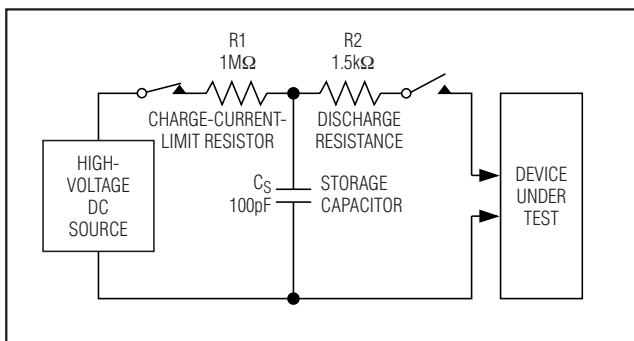 R1
1MΩ
R2
1.5kΩ
CHARGE-CURRENT-
LIMIT RESISTOR
DISCHARGE
RESISTANCE
HIGH-
VOLTAGE
DC
SOURCE
CS
100pF
STORAGE
CAPACITOR
DEVICE
UNDER
TEST